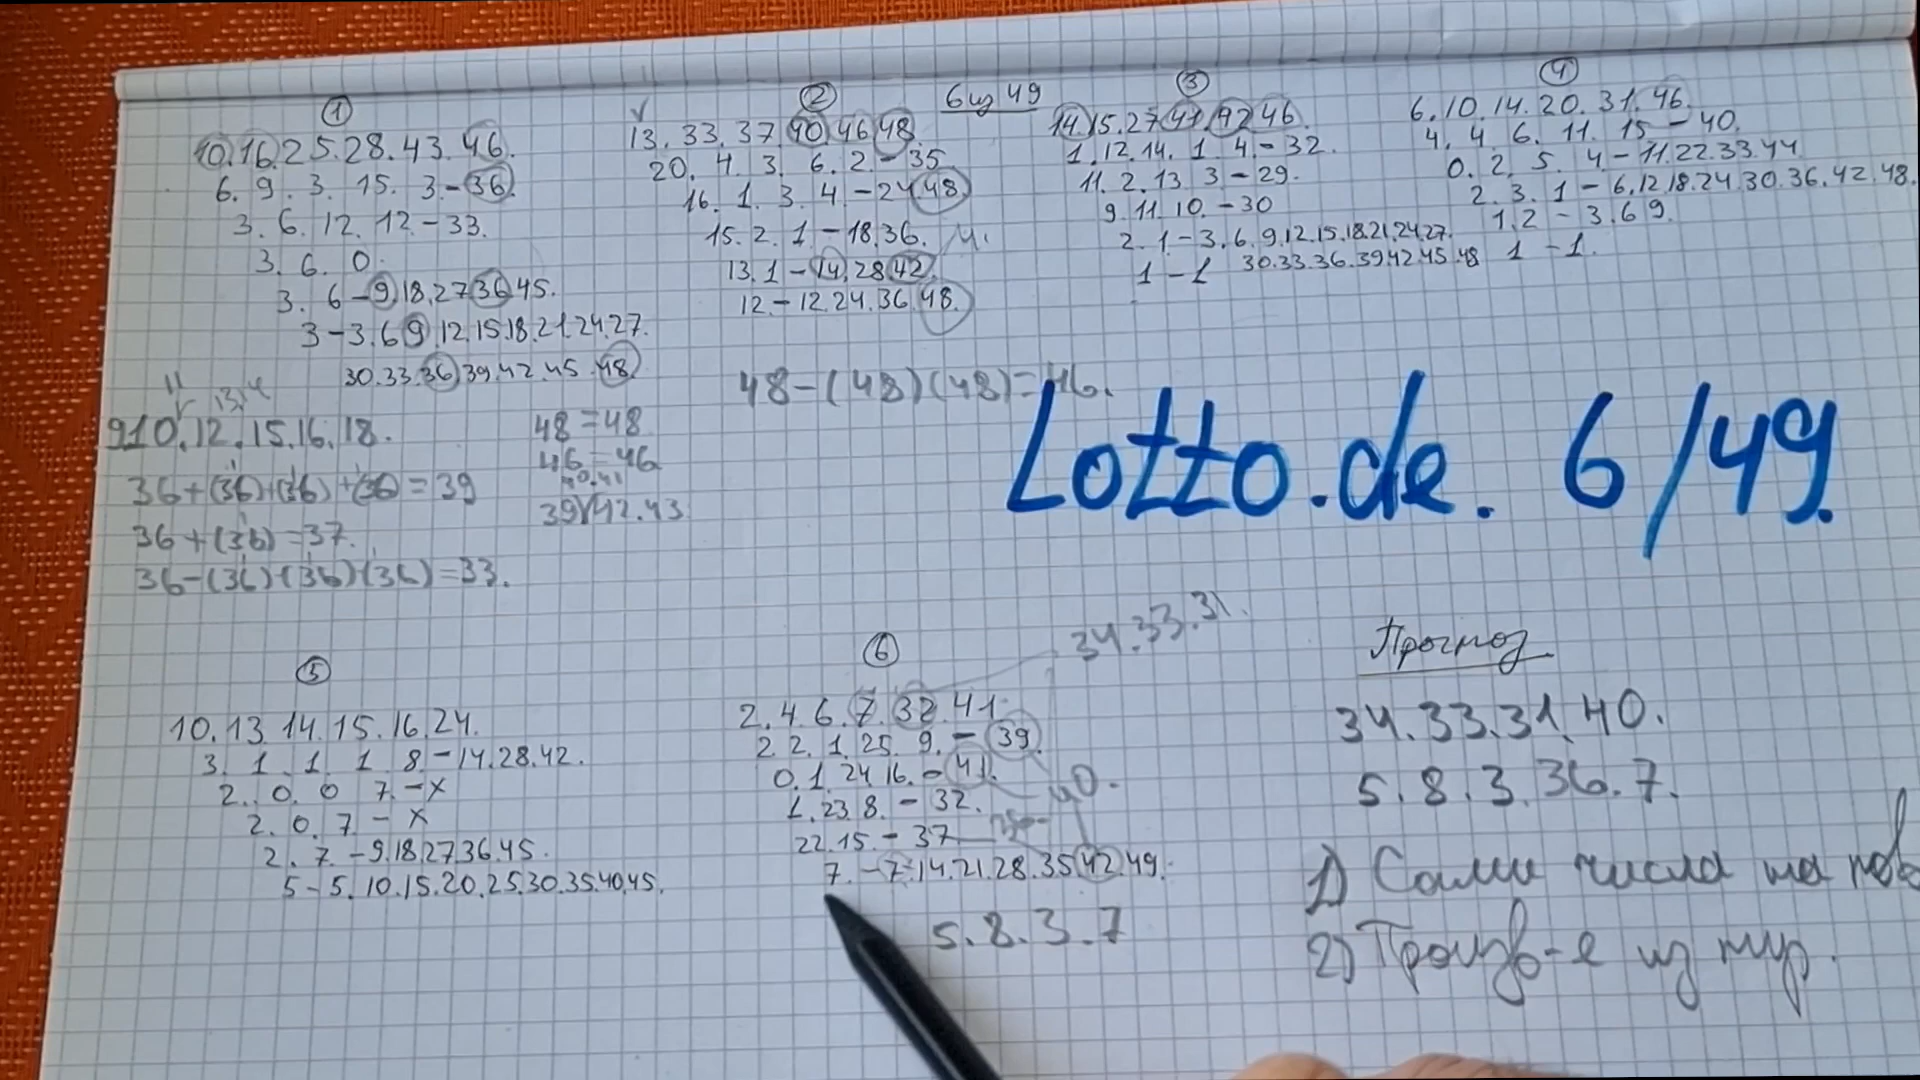 6 из 49
①
10.16.25.28.43.46.
6. 9. 3. 15. 3-36.
3. 6. 12. 12-33.
3. 6. 0.
3. 6-9,18,27,36,45.
3-3.6.9.12.15.18.21.24.27.
30.33.36.39.42.45.48
②
13.33.37.40.46.48.
20. 4. 3. 6. 2.-35
16. 1. 3. 4-24.48
15. 2. 1-18,36.
13.1-14,28.42.
12-12.24.36.48.
③
14.15.27.41.42.46.
1.12.14. 1. 4.-32.
11. 2. 13 3-29.
9. 11. 10.-30
2. 1-3.6.9.12.15.18.21.24.27.
1-1 30.33.36.39.42.45.48
④
6.10.14.20.31.46.
4. 4. 6. 11. 15-40.
0. 2. 5. 4-11.22.33.44
2. 3. 1-6.12.18.24.30.36.42.48.
1.2-3.6 9.
1-1.
11
13,14
9 10.12.15.16.18.
36+(36)+(36)+(36)=39
36+(36)=37.
36-(36)(36)(36)=33.
48=48
46=46
40.41
39 42.43
48-(48)(48)=46.
Lotto.de. 6/49.
⑤
10.13.14.15.16.24.
3. 1. 1. 1 8-14.28.42.
2. 0. 0 7.-x
2. 0. 7-x
2. 7.-9.18.27.36.45.
5-5.10.15.20.25.30.35.40.45.
⑥
34.33.31.
2.4.6.7.32.41.
2 2. 1.25. 9.-39.
0.1.24.16.-41.
40.
1.23.8.-32.
22.15.-37
7.-7.14.21.28.35.42.49.
5.8.3.7
Прогноз
34.33.31.40.
5.8.3.36.7.
1) Сами числа на пов
2) Произв-е из тир.